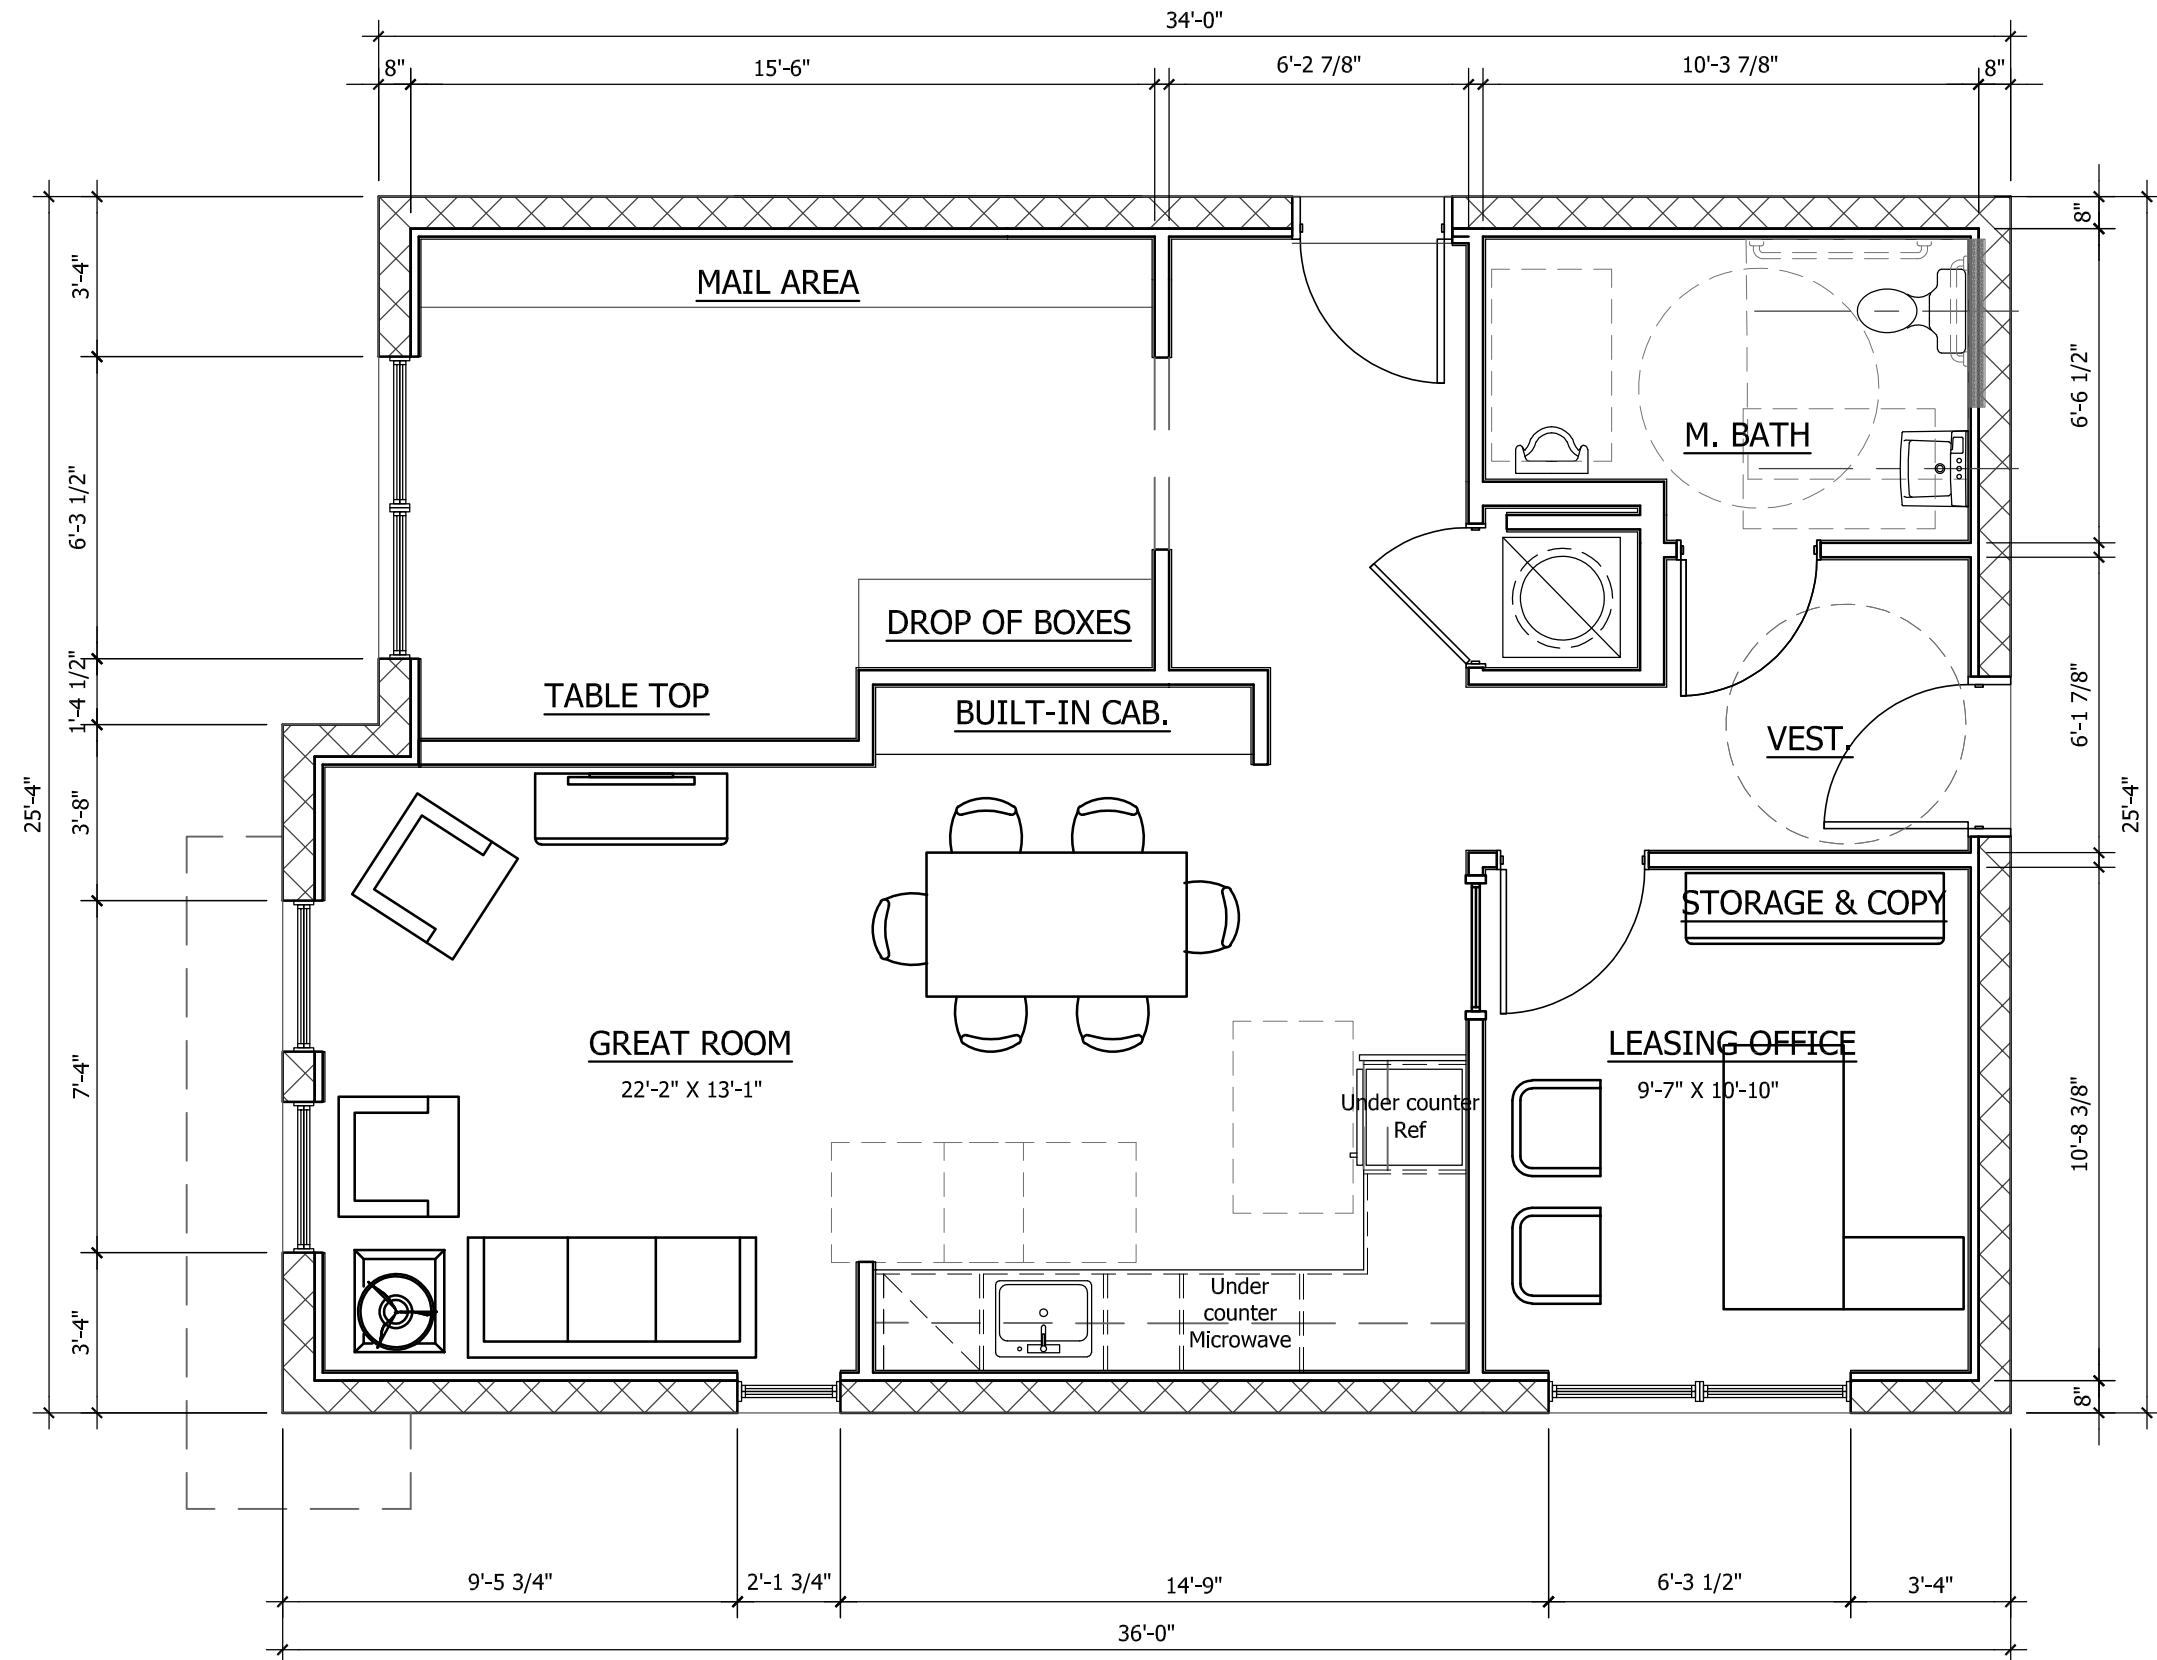 34'-0"
8"
15'-6"
6'-2 7/8"
10'-3 7/8"
8"
MAIL AREA
8"
3'-4"
6'-6 1/2"
M. BATH
6'-3 1/2"
DROP OF BOXES
TABLE TOP
BUILT-IN CAB.
1'-4 1/2"
6'-1 7/8"
VEST.
25'-4"
3'-8"
25'-4"
STORAGE & COPY
GREAT ROOM
22'-2" X 13'-1"
LEASING OFFICE
9'-7" X 10'-10"
7'-4"
Under counter
Ref
10'-8 3/8"
Under
counter
Microwave
3'-4"
8"
9'-5 3/4"
2'-1 3/4"
14'-9"
6'-3 1/2"
3'-4"
36'-0"